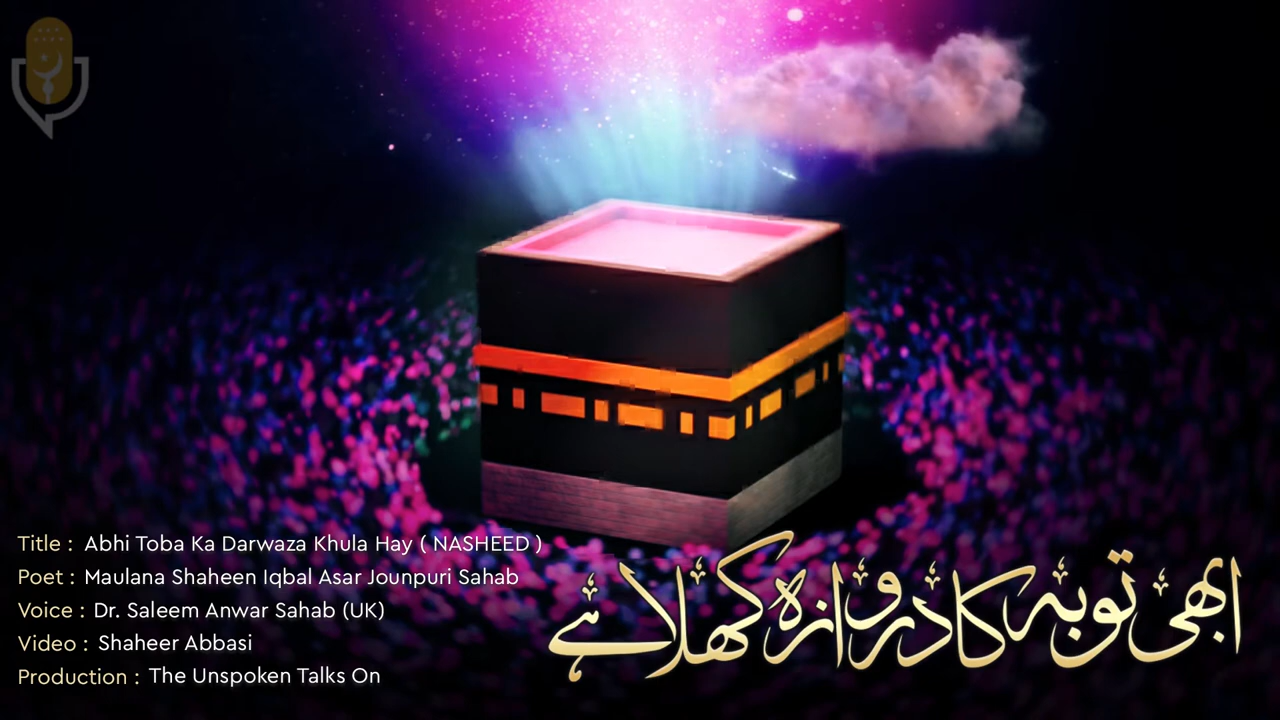 Title : Abhi Toba Ka Darwaza Khula Hay ( NASHEED )
Poet : Maulana Shaheen Iqbal Asar Jounpuri Sahab
Voice : Dr. Saleem Anwar Sahab (UK)
Video : Shaheer Abbasi
Production : The Unspoken Talks On
ابھی توبہ کا دروازہ کھلا ہے